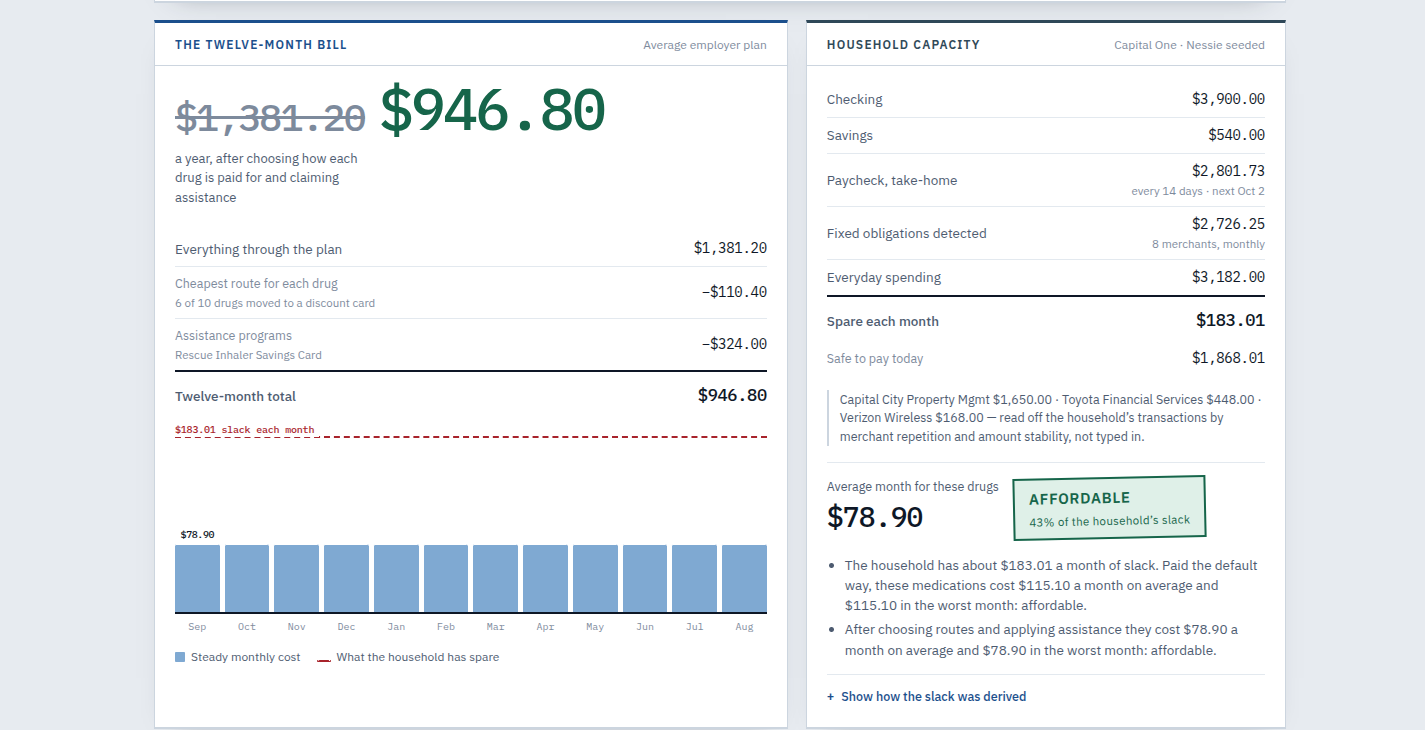 THE TWELVE-MONTH BILL
Average employer plan
$1,381.20 $946.80
a year, after choosing how each
drug is paid for and claiming
assistance
Everything through the plan
$1,381.20
Cheapest route for each drug
6 of 10 drugs moved to a discount card
−$110.40
Assistance programs
Rescue Inhaler Savings Card
−$324.00
Twelve-month total
$946.80
$183.01 slack each month
$78.90
Sep Oct Nov Dec Jan Feb Mar Apr May Jun Jul Aug
Steady monthly cost
What the household has spare
HOUSEHOLD CAPACITY
Capital One · Nessie seeded
Checking
$3,900.00
Savings
$540.00
Paycheck, take-home
$2,801.73
every 14 days · next Oct 2
Fixed obligations detected
$2,726.25
8 merchants, monthly
Everyday spending
$3,182.00
Spare each month
$183.01
Safe to pay today
$1,868.01
Capital City Property Mgmt $1,650.00 · Toyota Financial Services $448.00 ·
Verizon Wireless $168.00 — read off the household's transactions by
merchant repetition and amount stability, not typed in.
Average month for these drugs
$78.90
AFFORDABLE
43% of the household's slack
• The household has about $183.01 a month of slack. Paid the default
way, these medications cost $115.10 a month on average and
$115.10 in the worst month: affordable.
• After choosing routes and applying assistance they cost $78.90 a
month on average and $78.90 in the worst month: affordable.
+ Show how the slack was derived